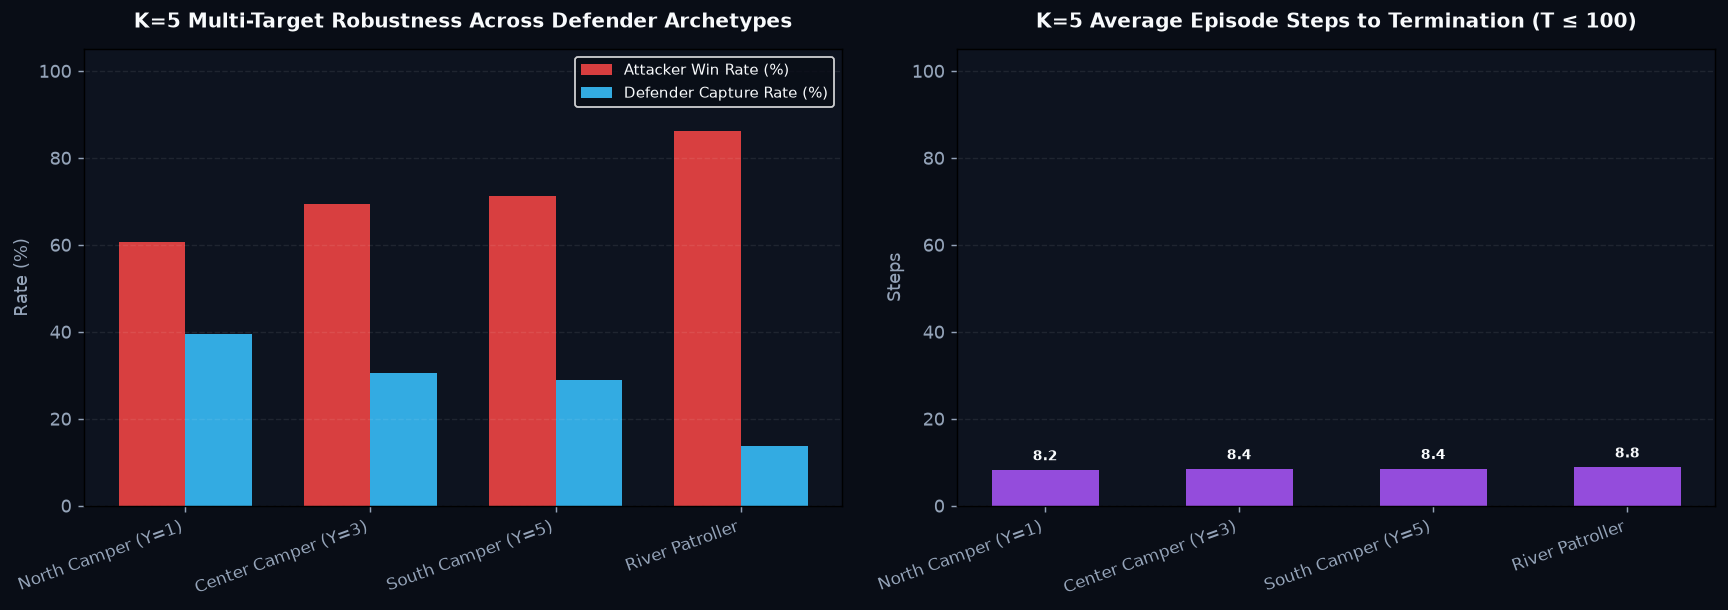 K=5 Multi-Target Robustness Across Defender Archetypes
Attacker Win Rate (%)
Defender Capture Rate (%)
Rate (%)
100
80
60
40
20
0
North Camper (Y=1)
Center Camper (Y=3)
South Camper (Y=5)
River Patroller
K=5 Average Episode Steps to Termination (T ≤ 100)
Steps
100
80
60
40
20
0
8.2
8.4
8.4
8.8
North Camper (Y=1)
Center Camper (Y=3)
South Camper (Y=5)
River Patroller